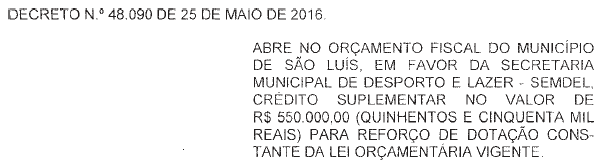 DECRETO N.º 48.090 DE 25 DE MAIO DE 2016.
ABRE NO ORÇAMENTO FISCAL DO MUNICÍPIO
DE SÃO LUÍS, EM FAVOR DA SECRETARIA
MUNICIPAL DE DESPORTO E LAZER - SEMDEL,
CRÉDITO SUPLEMENTAR NO VALOR DE
R$ 550.000,00 (QUINHENTOS E CINQUENTA MIL
REAIS) PARA REFORÇO DE DOTAÇÃO CONS-
TANTE DA LEI ORÇAMENTÁRIA VIGENTE.